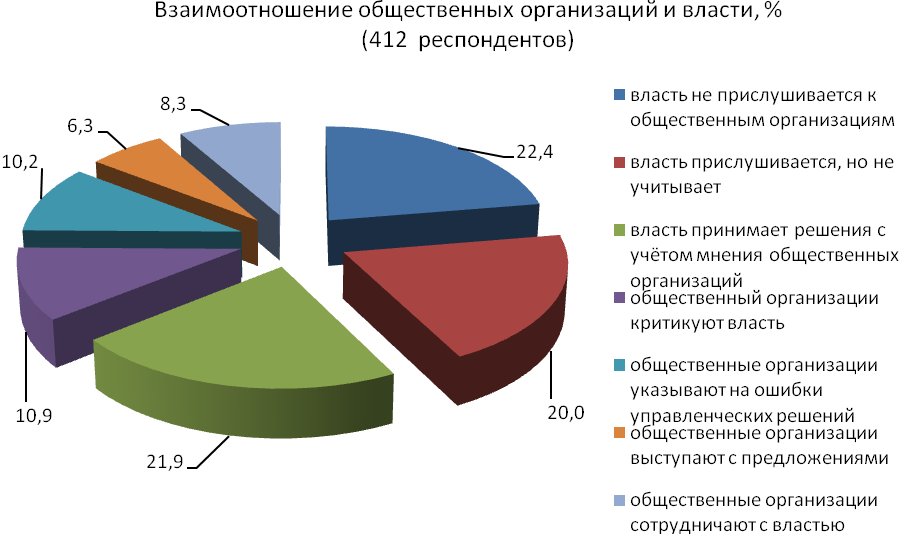 Взаимоотношение общественных организаций и власти, %
(412 респондентов)
8,3
6,3
10,2
22,4
10,9
21,9
20,0
власть не прислушивается к
общественным организациям
власть прислушивается, но не
учитывает
власть принимает решения с
учётом мнения общественных
организаций
общественный организации
критикуют власть
общественные организации
указывают на ошибки
управленческих решений
общественные организации
выступают с предложениями
общественные организации
сотрудничают с властью